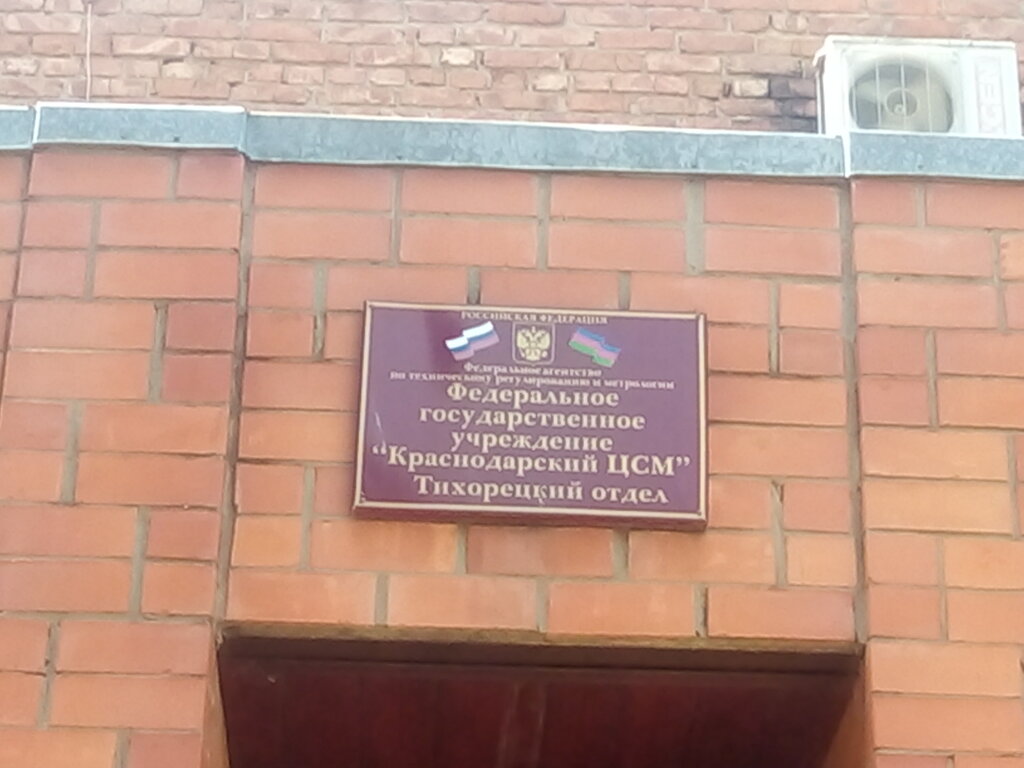 РОССИЙСКАЯ ФЕДЕРАЦИЯ
Федеральное агентство
по техническому регулированию и метрологии
Федеральное
государственное
учреждение
“Краснодарский ЦСМ”
Тихорецкий отдел